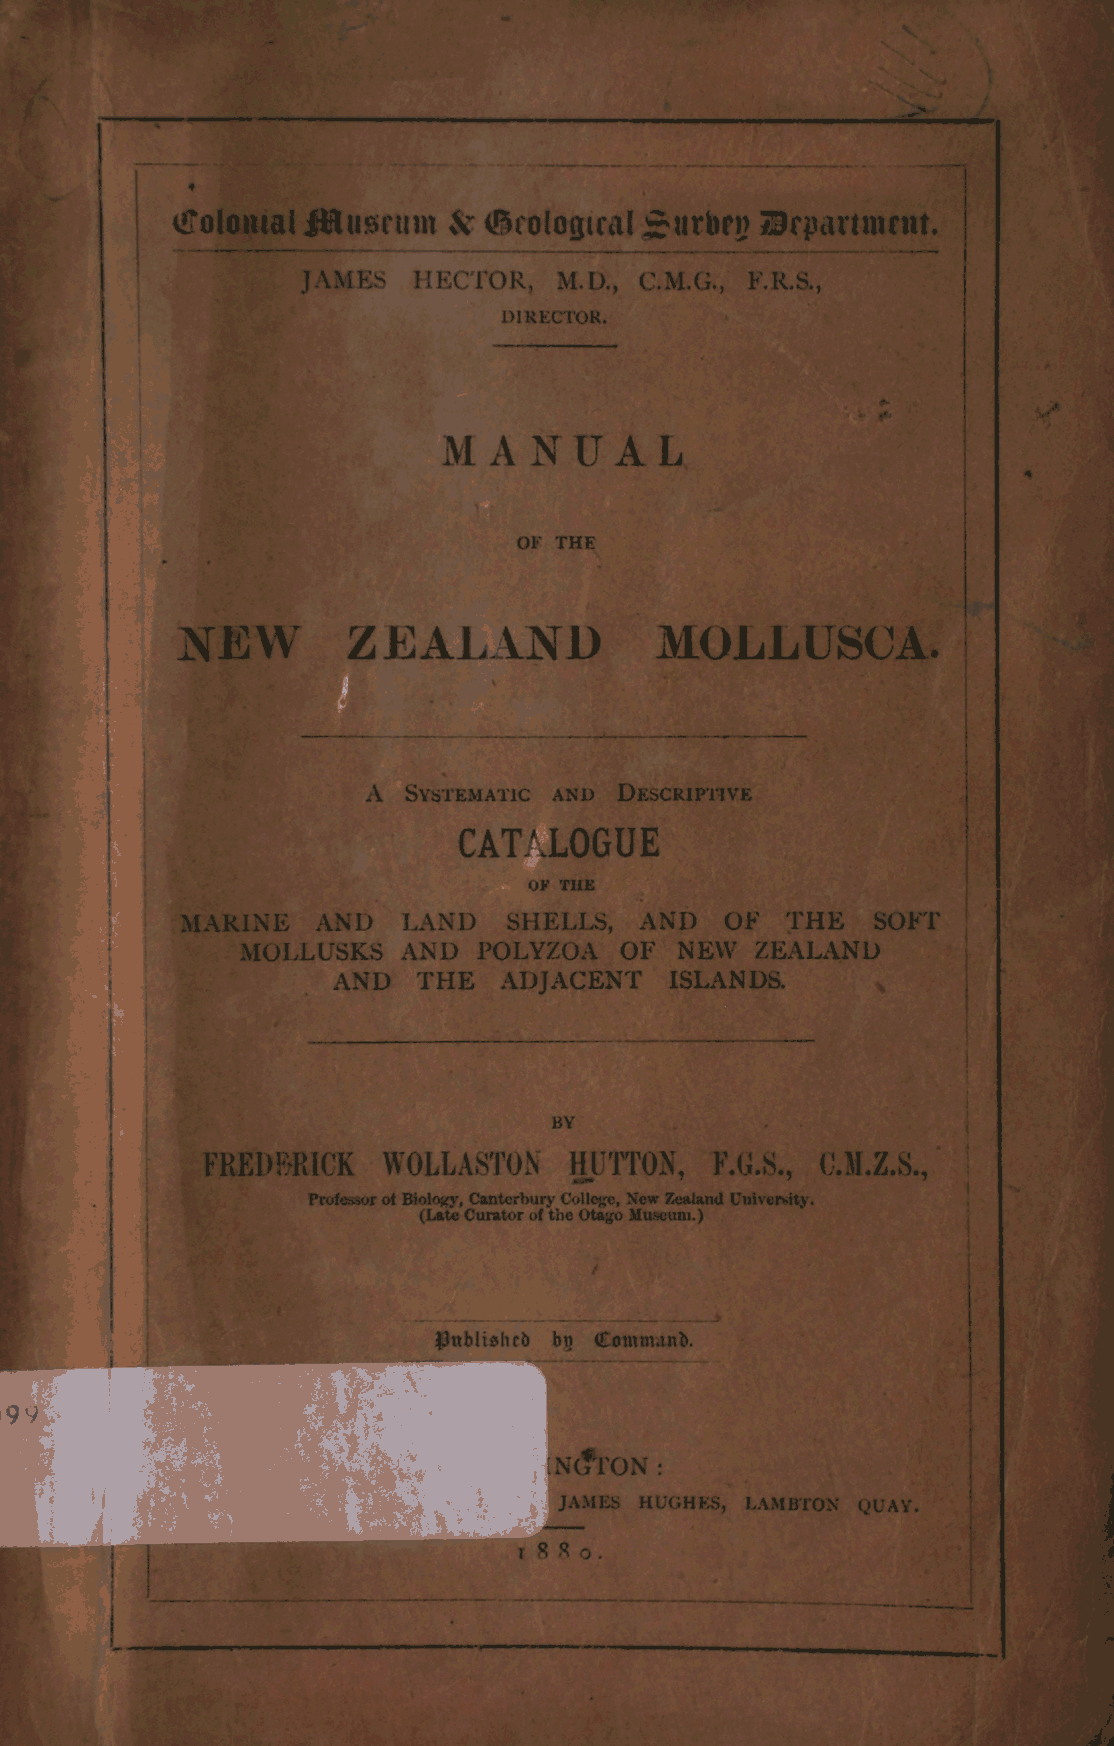 Colonial Museum & Geological Survey Department.
JAMES HECTOR, M.D., C.M.G., F.R.S.,
DIRECTOR.
MANUAL
OF THE
NEW ZEALAND MOLLUSCA.
A SYSTEMATIC AND DESCRIPTIVE
CATALOGUE
OF THE
MARINE AND LAND SHELLS, AND OF THE SOFT
MOLLUSKS AND POLYZOA OF NEW ZEALAND
AND THE ADJACENT ISLANDS.
BY
FREDERICK WOLLASTON HUTTON, F.G.S., C.M.Z.S.,
Professor of Biology, Canterbury College, New Zealand University.
(Late Curator of the Otago Museum.)
Published by Command.
99
INGTON:
JAMES HUGHES, LAMBTON QUAY.
1880.